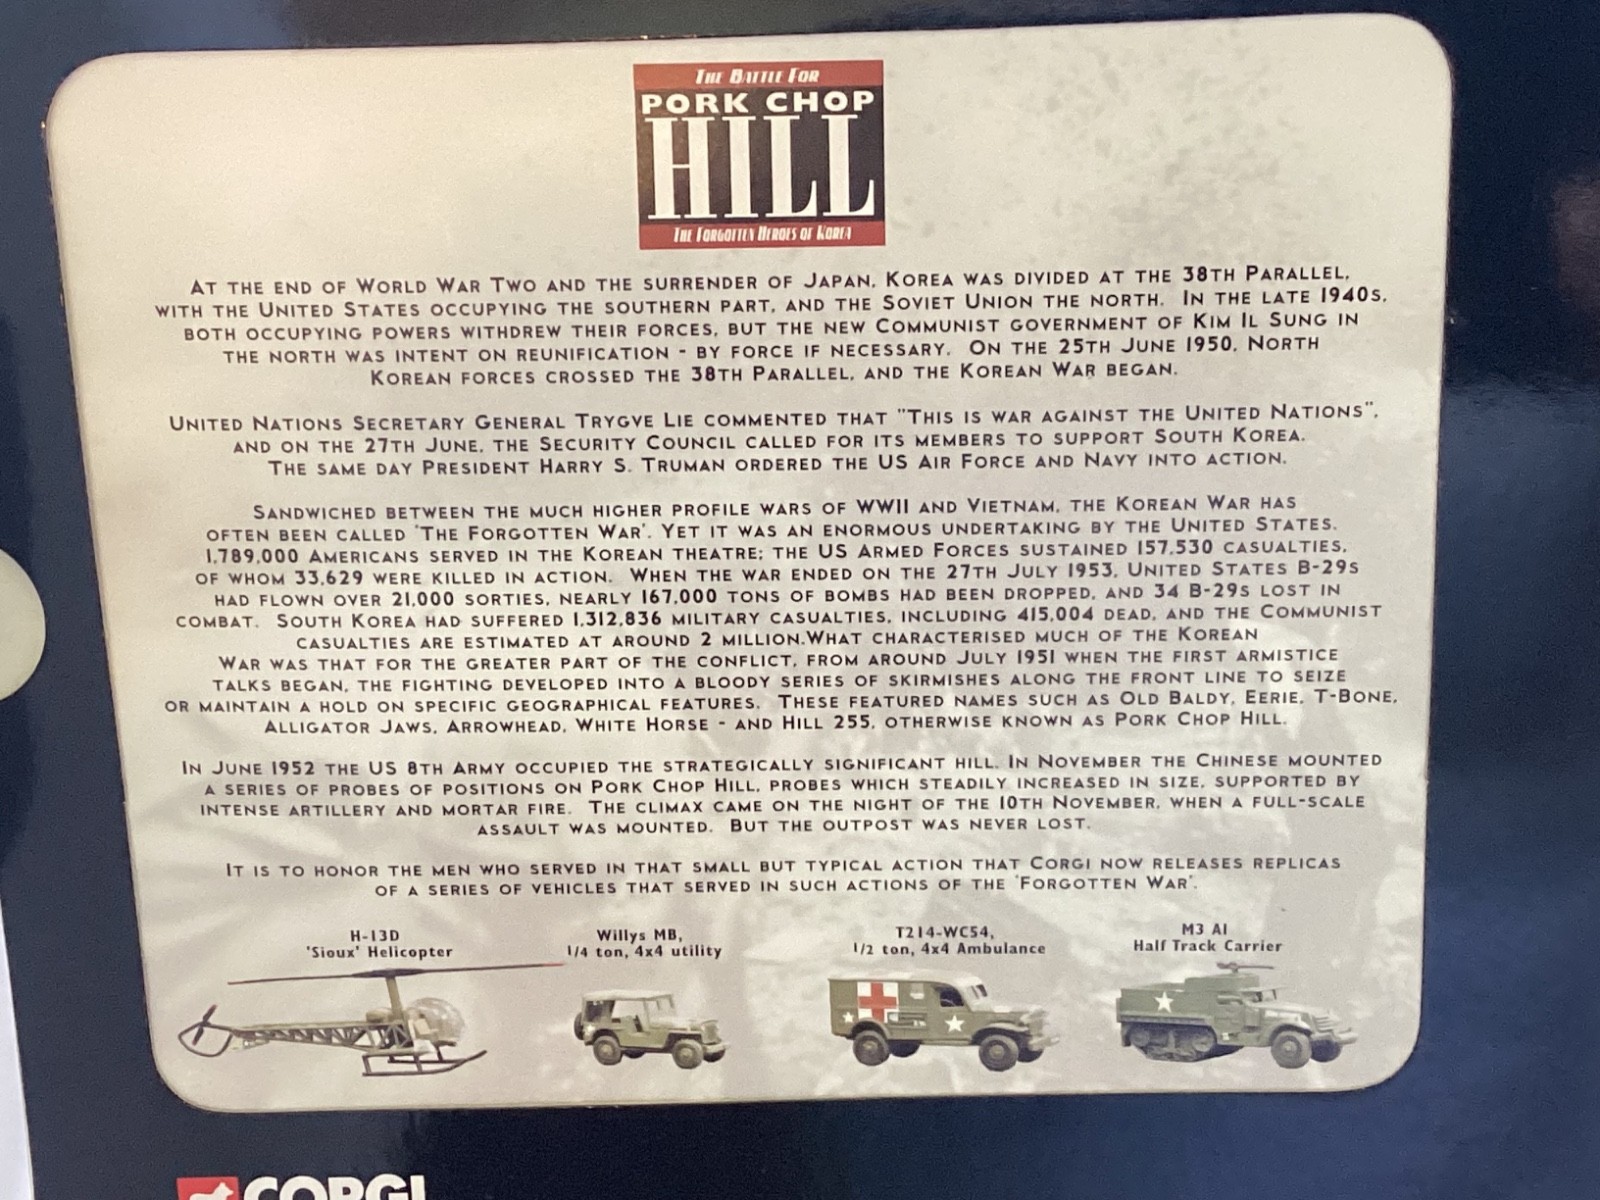 THE BATTLE FOR
PORK CHOP
HILL
THE FORGOTTEN HEROES OF KOREA
AT THE END OF WORLD WAR TWO AND THE SURRENDER OF JAPAN, KOREA WAS DIVIDED AT THE 38TH PARALLEL,
WITH THE UNITED STATES OCCUPYING THE SOUTHERN PART, AND THE SOVIET UNION THE NORTH. IN THE LATE 1940S,
BOTH OCCUPYING POWERS WITHDREW THEIR FORCES, BUT THE NEW COMMUNIST GOVERNMENT OF KIM IL SUNG IN
THE NORTH WAS INTENT ON REUNIFICATION - BY FORCE IF NECESSARY. ON THE 25TH JUNE 1950, NORTH
KOREAN FORCES CROSSED THE 38TH PARALLEL, AND THE KOREAN WAR BEGAN.
UNITED NATIONS SECRETARY GENERAL TRYGVE LIE COMMENTED THAT "THIS IS WAR AGAINST THE UNITED NATIONS",
AND ON THE 27TH JUNE, THE SECURITY COUNCIL CALLED FOR ITS MEMBERS TO SUPPORT SOUTH KOREA.
THE SAME DAY PRESIDENT HARRY S. TRUMAN ORDERED THE US AIR FORCE AND NAVY INTO ACTION.
SANDWICHED BETWEEN THE MUCH HIGHER PROFILE WARS OF WWII AND VIETNAM, THE KOREAN WAR HAS
OFTEN BEEN CALLED 'THE FORGOTTEN WAR'. YET IT WAS AN ENORMOUS UNDERTAKING BY THE UNITED STATES.
1,789,000 AMERICANS SERVED IN THE KOREAN THEATRE; THE US ARMED FORCES SUSTAINED 157,530 CASUALTIES,
OF WHOM 33,629 WERE KILLED IN ACTION. WHEN THE WAR ENDED ON THE 27TH JULY 1953, UNITED STATES B-29S
HAD FLOWN OVER 21,000 SORTIES, NEARLY 167,000 TONS OF BOMBS HAD BEEN DROPPED, AND 34 B-29S LOST IN
COMBAT. SOUTH KOREA HAD SUFFERED 1,312,836 MILITARY CASUALTIES, INCLUDING 415,004 DEAD, AND THE COMMUNIST
CASUALTIES ARE ESTIMATED AT AROUND 2 MILLION.WHAT CHARACTERISED MUCH OF THE KOREAN
WAR WAS THAT FOR THE GREATER PART OF THE CONFLICT, FROM AROUND JULY 1951 WHEN THE FIRST ARMISTICE
TALKS BEGAN, THE FIGHTING DEVELOPED INTO A BLOODY SERIES OF SKIRMISHES ALONG THE FRONT LINE TO SEIZE
OR MAINTAIN A HOLD ON SPECIFIC GEOGRAPHICAL FEATURES. THESE FEATURED NAMES SUCH AS OLD BALDY, EERIE, T-BONE,
ALLIGATOR JAWS, ARROWHEAD, WHITE HORSE - AND HILL 255, OTHERWISE KNOWN AS PORK CHOP HILL.
IN JUNE 1952 THE US 8TH ARMY OCCUPIED THE STRATEGICALLY SIGNIFICANT HILL. IN NOVEMBER THE CHINESE MOUNTED
A SERIES OF PROBES OF POSITIONS ON PORK CHOP HILL, PROBES WHICH STEADILY INCREASED IN SIZE, SUPPORTED BY
INTENSE ARTILLERY AND MORTAR FIRE. THE CLIMAX CAME ON THE NIGHT OF THE 10TH NOVEMBER, WHEN A FULL-SCALE
ASSAULT WAS MOUNTED. BUT THE OUTPOST WAS NEVER LOST.
IT IS TO HONOR THE MEN WHO SERVED IN THAT SMALL BUT TYPICAL ACTION THAT CORGI NOW RELEASES REPLICAS
OF A SERIES OF VEHICLES THAT SERVED IN SUCH ACTIONS OF THE 'FORGOTTEN WAR'.
H-13D
'Sioux' Helicopter
Willys MB,
1/4 ton, 4x4 utility
T214-WC54,
1/2 ton, 4x4 Ambulance
M3 A1
Half Track Carrier
CORGI